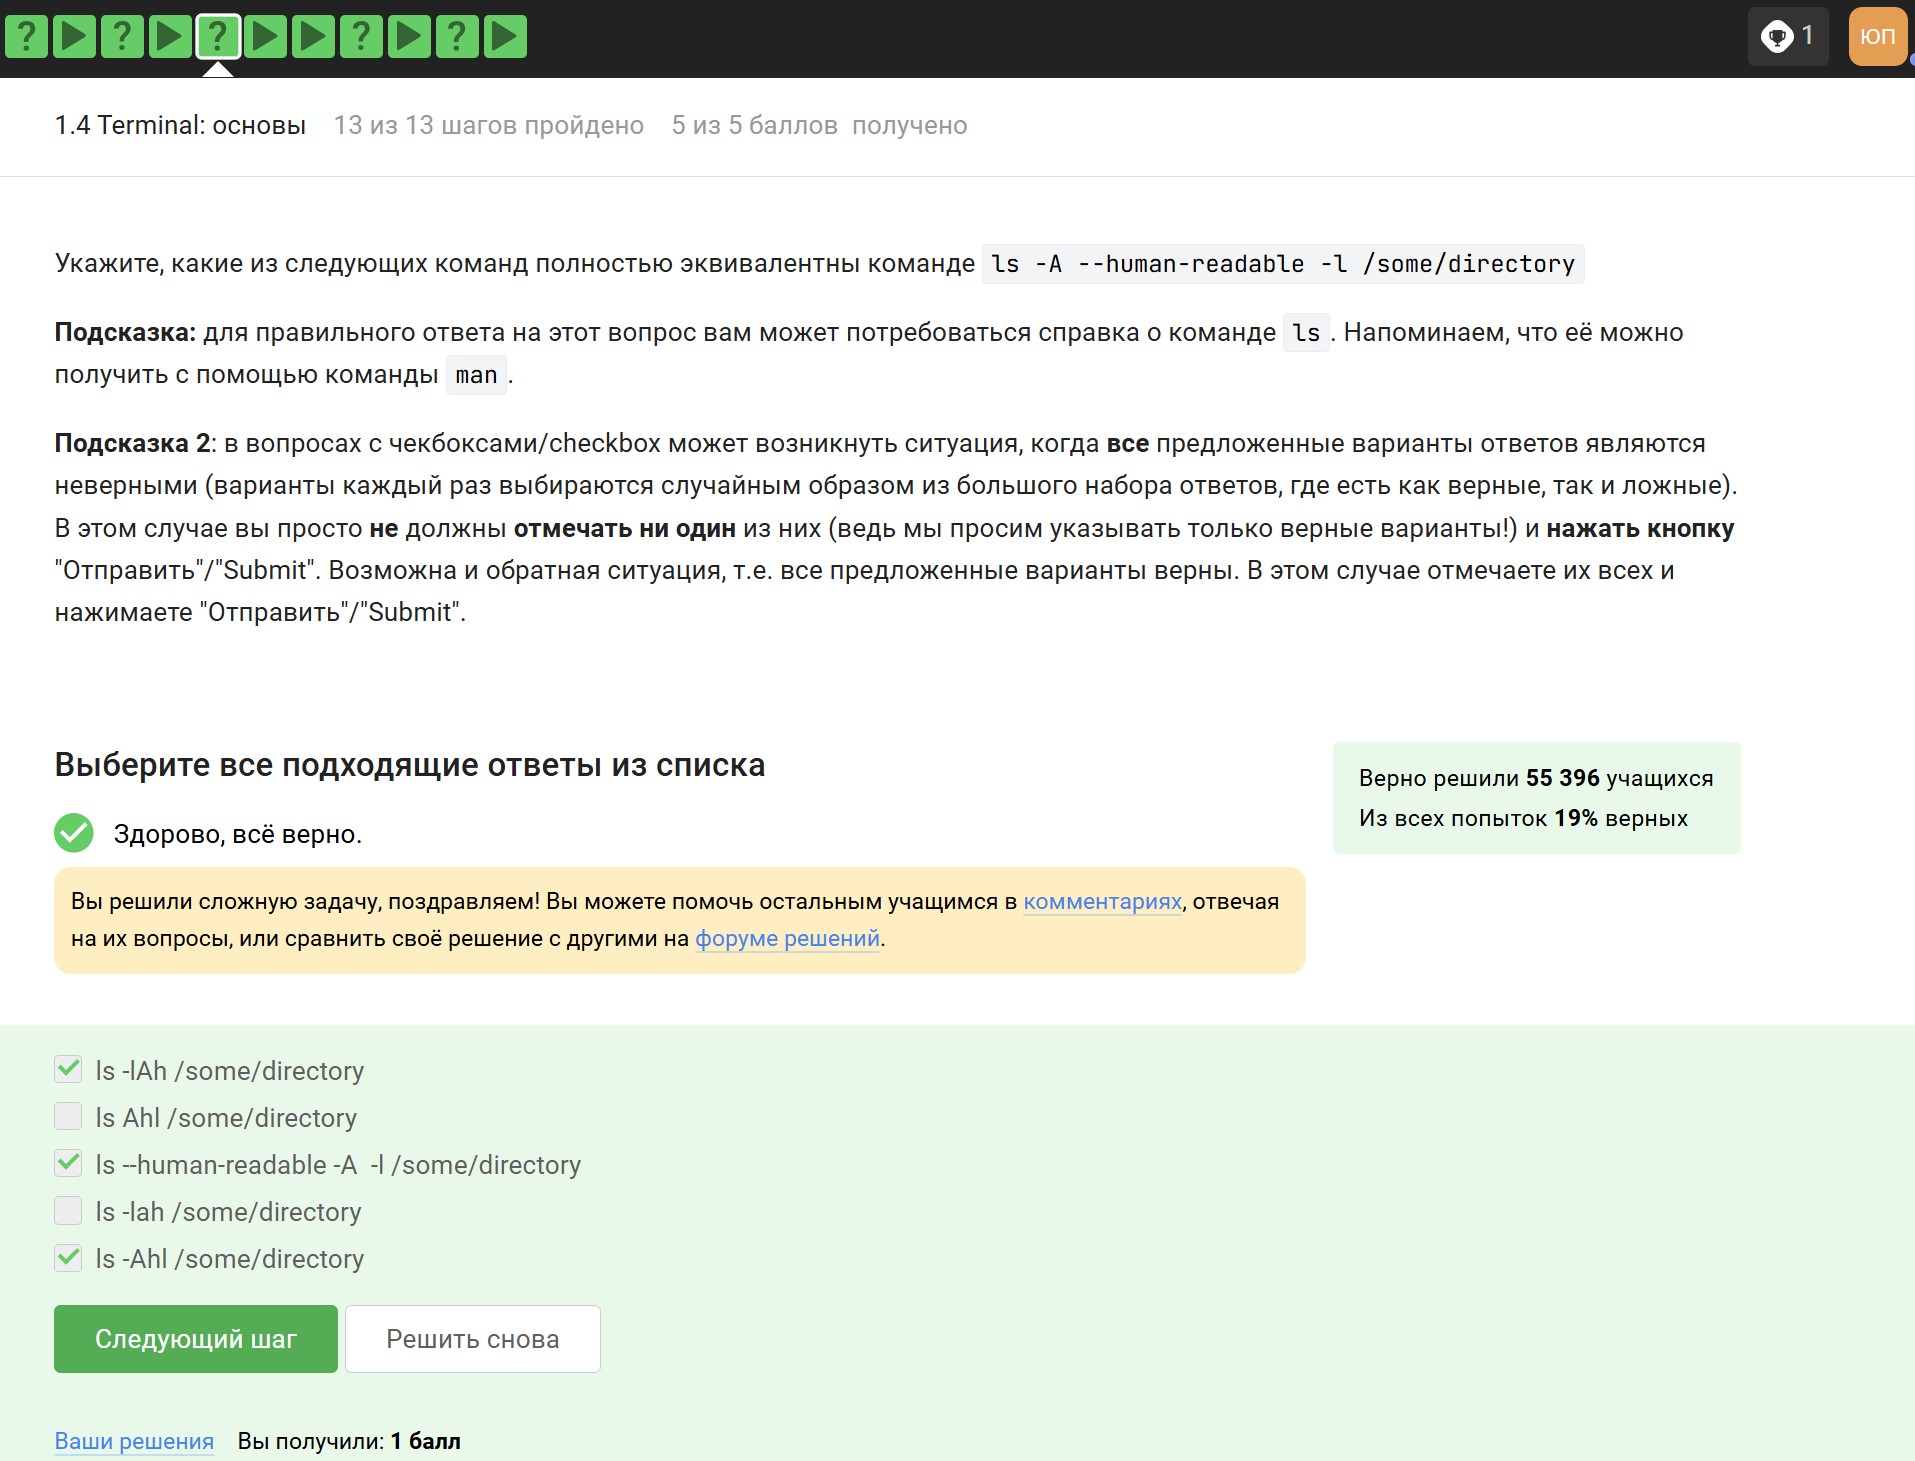 ? ? ? ? ?
1
ЮП
1.4 Terminal: основы 13 из 13 шагов пройдено 5 из 5 баллов получено
Укажите, какие из следующих команд полностью эквивалентны команде ls -A --human-readable -l /some/directory
Подсказка: для правильного ответа на этот вопрос вам может потребоваться справка о команде ls . Напоминаем, что её можно
получить с помощью команды man .
Подсказка 2: в вопросах с чекбоксами/checkbox может возникнуть ситуация, когда все предложенные варианты ответов являются
неверными (варианты каждый раз выбираются случайным образом из большого набора ответов, где есть как верные, так и ложные).
В этом случае вы просто не должны отмечать ни один из них (ведь мы просим указывать только верные варианты!) и нажать кнопку
"Отправить"/"Submit". Возможна и обратная ситуация, т.е. все предложенные варианты верны. В этом случае отмечаете их всех и
нажимаете "Отправить"/"Submit".
Выберите все подходящие ответы из списка
Верно решили 55 396 учащихся
Из всех попыток 19% верных
Здорово, всё верно.
Вы решили сложную задачу, поздравляем! Вы можете помочь остальным учащимся в комментариях, отвечая
на их вопросы, или сравнить своё решение с другими на форуме решений.
ls -lAh /some/directory
ls Ahl /some/directory
ls --human-readable -A  -l /some/directory
ls -lah /some/directory
ls -Ahl /some/directory
Следующий шаг Решить снова
Ваши решения Вы получили: 1 балл